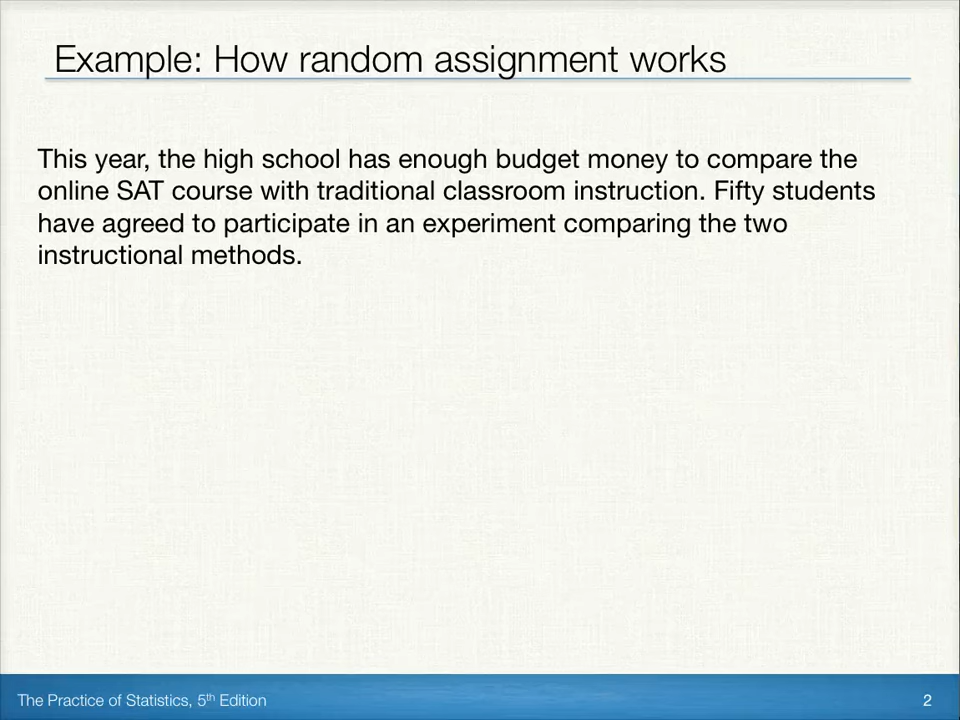 Example: How random assignment works
This year, the high school has enough budget money to compare the
online SAT course with traditional classroom instruction. Fifty students
have agreed to participate in an experiment comparing the two
instructional methods.
The Practice of Statistics, 5th Edition
2